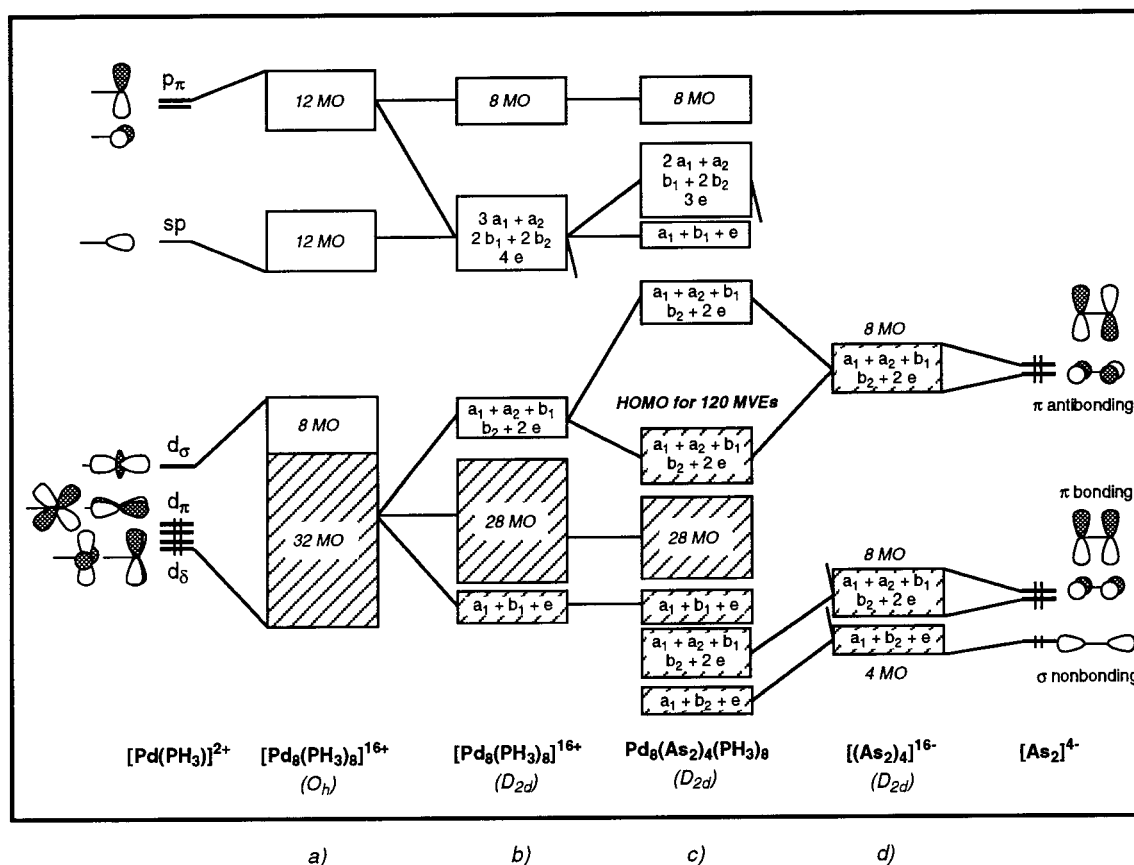 pπ
12 MO
8 MO
8 MO
sp
12 MO
3 a1 + a2
2 b1 + 2 b2
4 e
2 a1 + a2
b1 + 2 b2
3 e
a1 + b1 + e
a1 + a2 + b1
b2 + 2 e
8 MO
a1 + a2 + b1
b2 + 2 e
π antibonding
HOMO for 120 MVEs
dσ
8 MO
a1 + a2 + b1
b2 + 2 e
a1 + a2 + b1
b2 + 2 e
dπ
dδ
32 MO
28 MO
28 MO
π bonding
8 MO
a1 + a2 + b1
b2 + 2 e
a1 + b1 + e
a1 + b1 + e
a1 + a2 + b1
b2 + 2 e
a1 + b2 + e
4 MO
σ nonbonding
a1 + b2 + e
[Pd(PH3)]2+ [Pd8(PH3)8]16+ [Pd8(PH3)8]16+ Pd8(As2)4(PH3)8 [(As2)4]16- [As2]4-
(Oh) (D2d) (D2d) (D2d)
a) b) c) d)